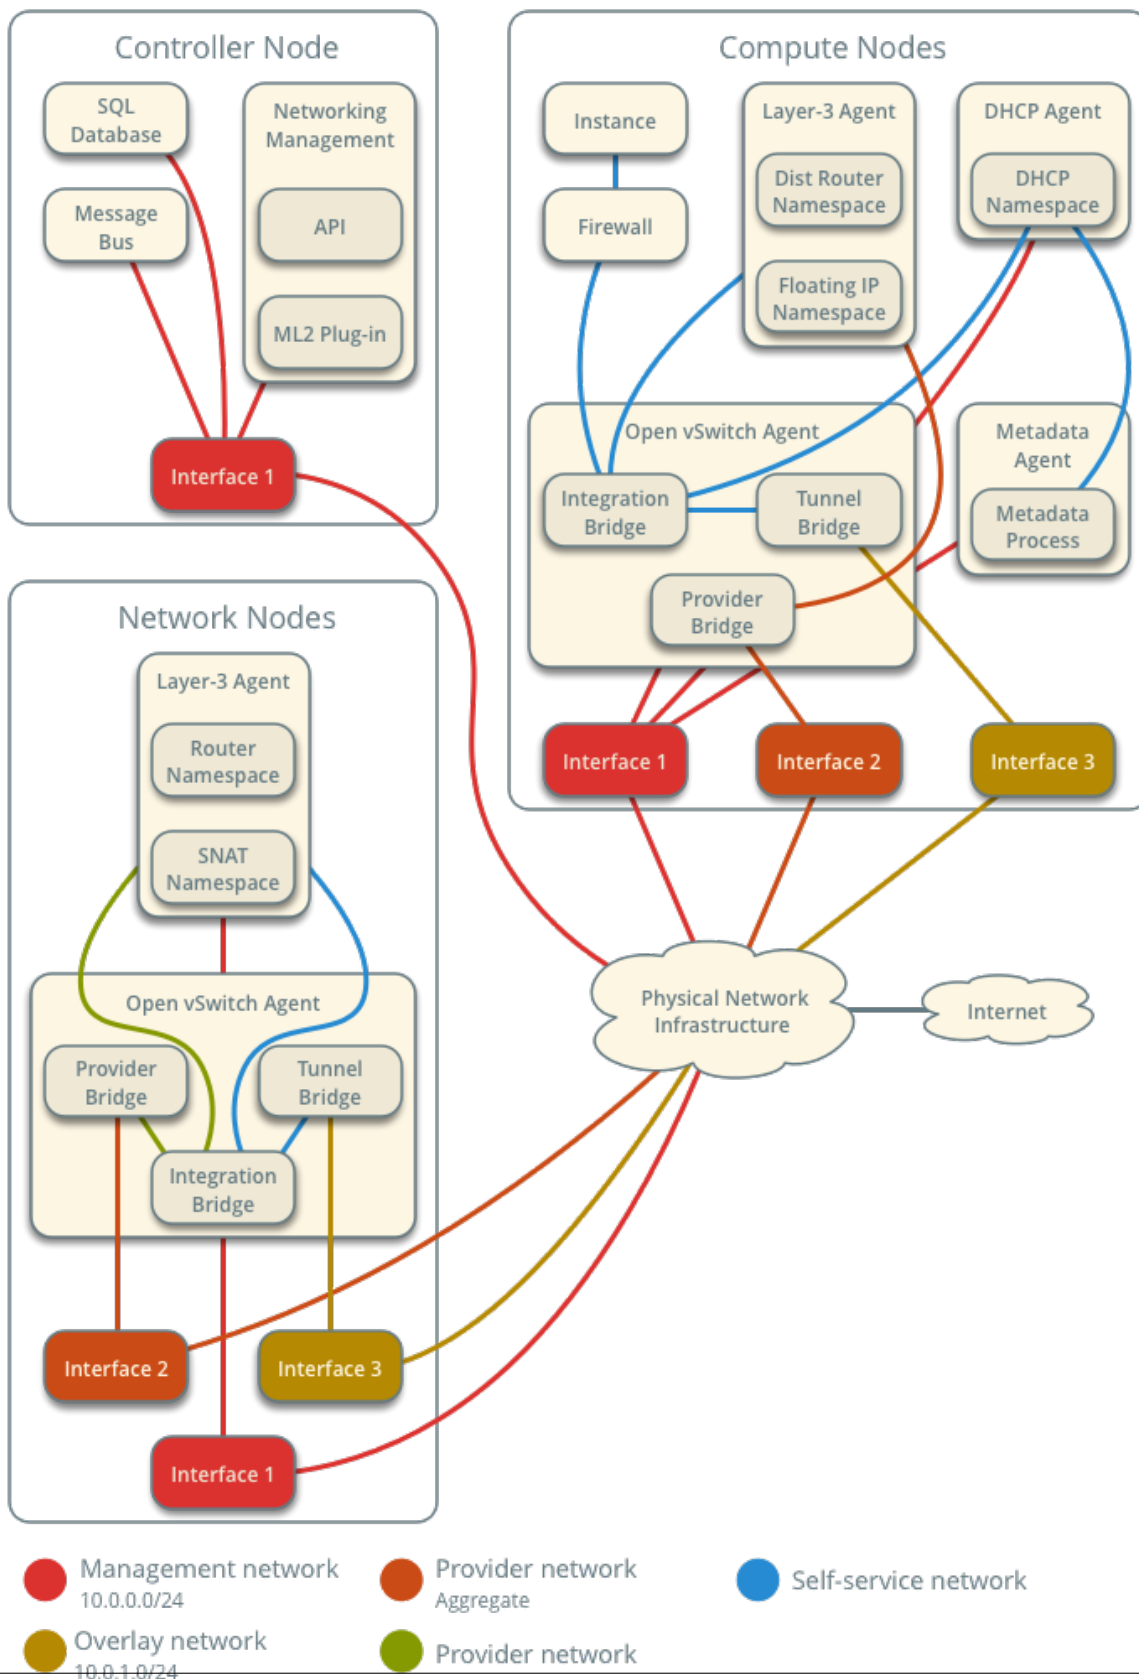 Controller Node
SQL
Database
Networking
Management
Message
Bus
API
ML2 Plug-in
Interface 1
Compute Nodes
Instance
Layer-3 Agent
DHCP Agent
Dist Router
Namespace
DHCP
Namespace
Firewall
Floating IP
Namespace
Open vSwitch Agent
Metadata
Agent
Integration
Bridge
Tunnel
Bridge
Metadata
Process
Provider
Bridge
Interface 1
Interface 2
Interface 3
Network Nodes
Layer-3 Agent
Router
Namespace
SNAT
Namespace
Open vSwitch Agent
Provider
Bridge
Tunnel
Bridge
Integration
Bridge
Interface 2
Interface 3
Interface 1
Physical Network
Infrastructure
Internet
Management network
10.0.0.0/24
Provider network
Aggregate
Self-service network
Overlay network
10.0.1.0/24
Provider network